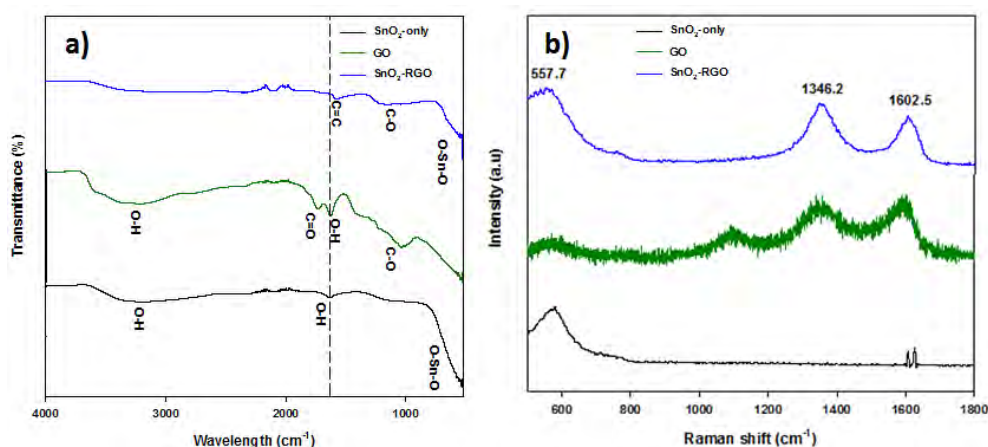 a)
SnO2-only
GO
SnO2-RGO
C=C
C-O
O-Sn-O
O-H
C=O
O-H
C-O
O-H
O-H
O-Sn-O
Transmittance (%)
4000 3000 2000 1000
Wavelength (cm-1)
b)
SnO2-only
GO
SnO2-RGO
557.7
1346.2
1602.5
Intensity (a.u)
600 800 1000 1200 1400 1600 1800
Raman shift (cm-1)